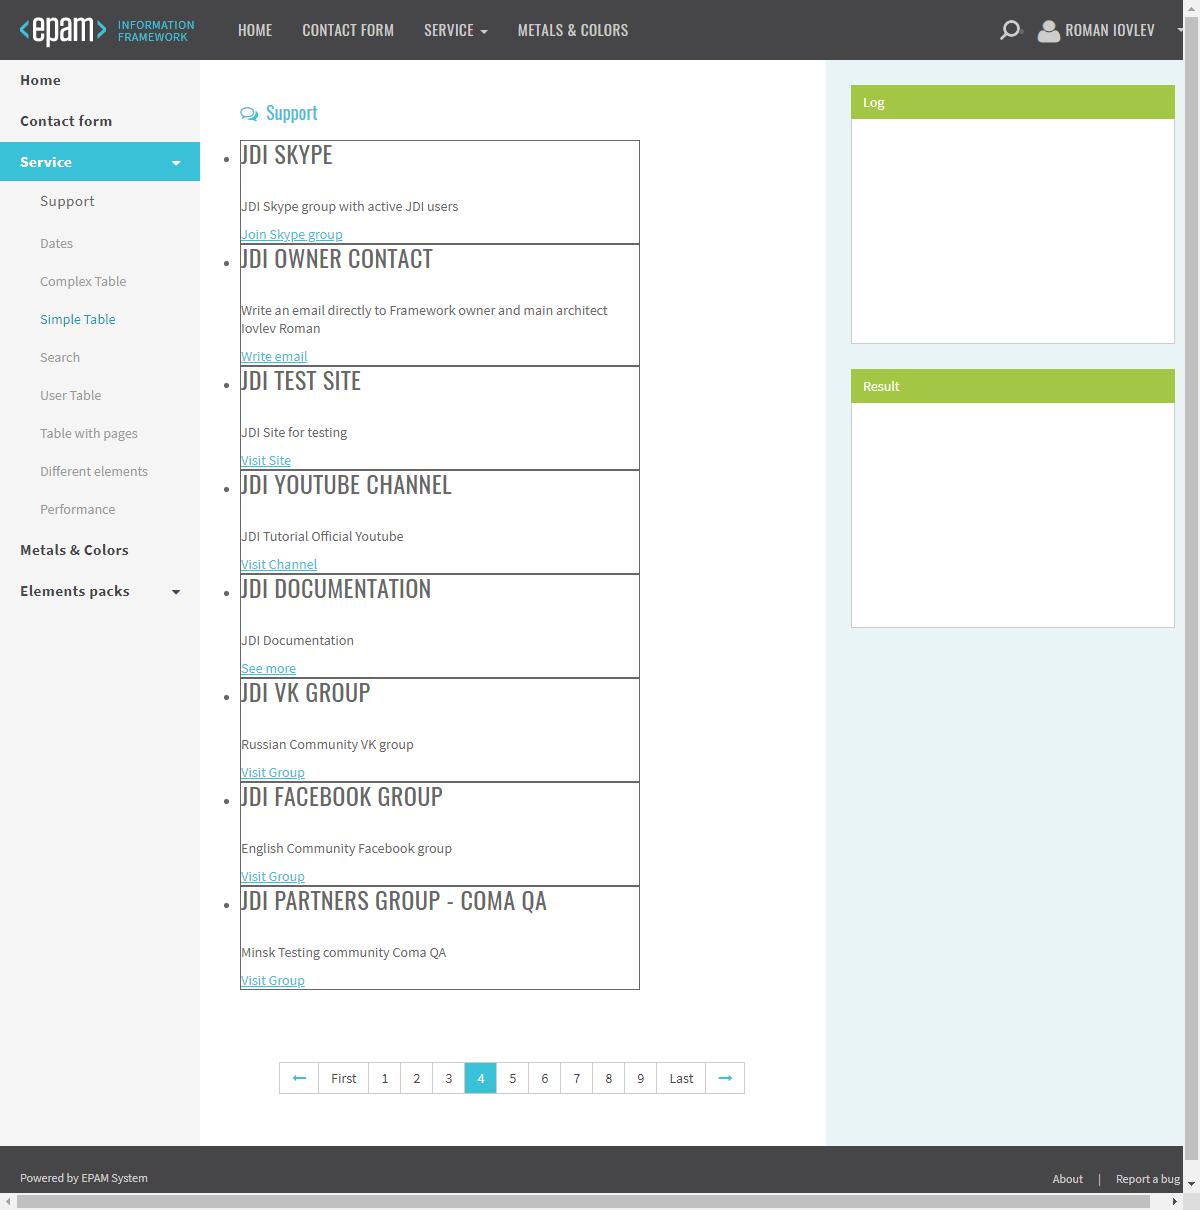 <epam>
INFORMATION
FRAMEWORK
HOME
CONTACT FORM
SERVICE
METALS & COLORS
ROMAN IOVLEV
Home
Contact form
Service
Support
Dates
Complex Table
Simple Table
Search
User Table
Table with pages
Different elements
Performance
Metals & Colors
Elements packs
Support
JDI SKYPE
JDI Skype group with active JDI users
Join Skype group
JDI OWNER CONTACT
Write an email directly to Framework owner and main architect
Iovlev Roman
Write email
JDI TEST SITE
JDI Site for testing
Visit Site
JDI YOUTUBE CHANNEL
JDI Tutorial Official Youtube
Visit Channel
JDI DOCUMENTATION
JDI Documentation
See more
JDI VK GROUP
Russian Community VK group
Visit Group
JDI FACEBOOK GROUP
English Community Facebook group
Visit Group
JDI PARTNERS GROUP - COMA QA
Minsk Testing community Coma QA
Visit Group
First 1 2 3 4 5 6 7 8 9 Last
Log
Result
Powered by EPAM System
About | Report a bug